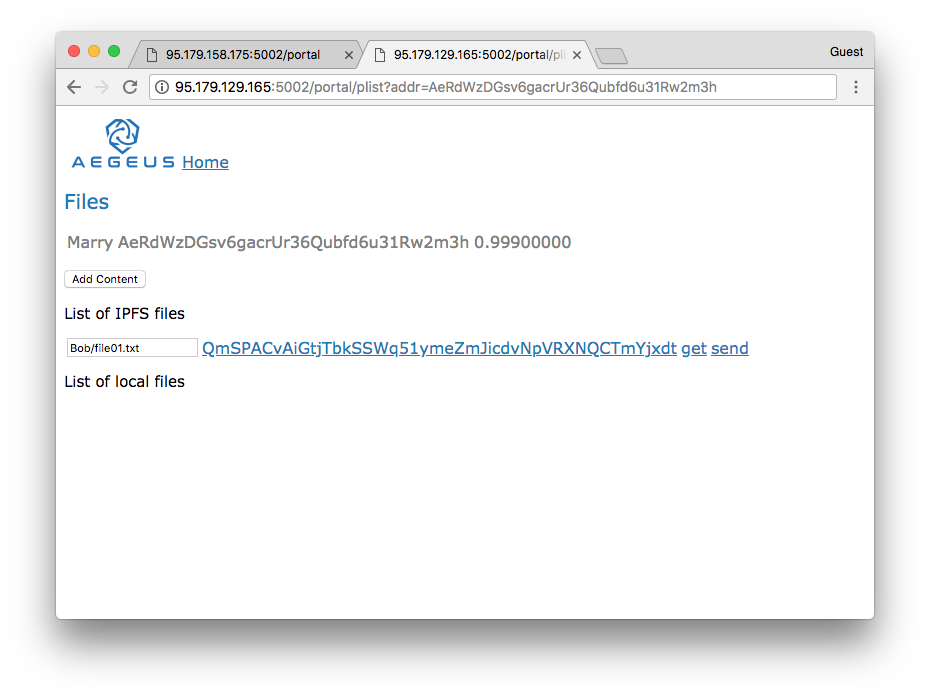 95.179.158.175:5002/portal
95.179.129.165:5002/portal/pli
Guest
95.179.129.165:5002/portal/plist?addr=AeRdWzDGsv6gacrUr36Qubfd6u31Rw2m3h
AEGEUS Home
Files
Marry AeRdWzDGsv6gacrUr36Qubfd6u31Rw2m3h 0.99900000
Add Content
List of IPFS files
Bob/file01.txt QmSPACvAiGtjTbkSSWq51ymeZmJicdvNpVRXNQCTmYjxdt get send
List of local files